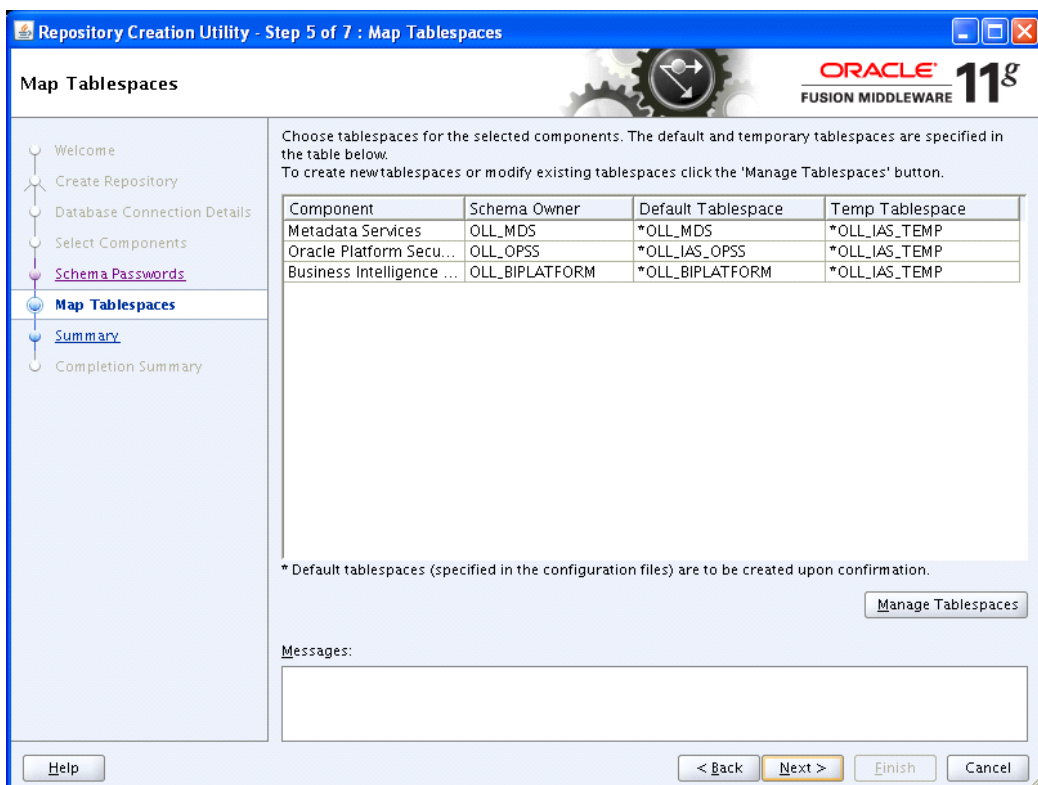 Repository Creation Utility - Step 5 of 7 : Map Tablespaces
Map Tablespaces
ORACLE
FUSION MIDDLEWARE
11g
Welcome
Create Repository
Database Connection Details
Select Components
Schema Passwords
Map Tablespaces
Summary
Completion Summary
Choose tablespaces for the selected components. The default and temporary tablespaces are specified in
the table below.
To create new tablespaces or modify existing tablespaces click the 'Manage Tablespaces' button.
Component Schema Owner Default Tablespace Temp Tablespace
Metadata Services OLL_MDS *OLL_MDS *OLL_IAS_TEMP
Oracle Platform Secu... OLL_OPSS *OLL_IAS_OPSS *OLL_IAS_TEMP
Business Intelligence ... OLL_BIPLATFORM *OLL_BIPLATFORM *OLL_IAS_TEMP
* Default tablespaces (specified in the configuration files) are to be created upon confirmation.
Manage Tablespaces
Messages:
Help
< Back
Next >
Finish
Cancel